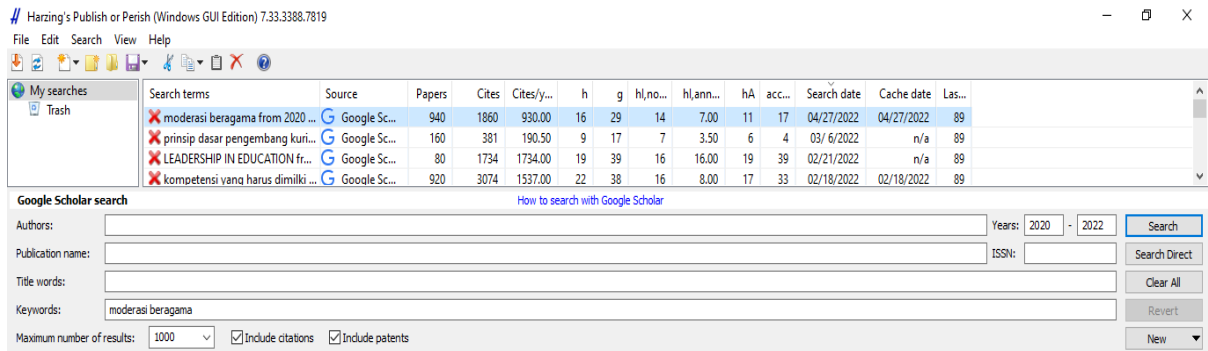 Harzing's Publish or Perish (Windows GUI Edition) 7.33.3388.7819
File Edit Search View Help
My searches
Trash
Search terms Source Papers Cites Cites/y... h g hI,no... hI,ann... hA acc... Search date Cache date Las...
moderasi beragama from 2020 ... Google Sc... 940 1860 930.00 16 29 14 7.00 11 17 04/27/2022 04/27/2022 89
prinsip dasar pengembang kuri... Google Sc... 160 381 190.50 9 17 7 3.50 6 4 03/ 6/2022 n/a 89
LEADERSHIP IN EDUCATION fr... Google Sc... 80 1734 1734.00 19 39 16 16.00 19 39 02/21/2022 n/a 89
kompetensi yang harus dimilki ... Google Sc... 920 3074 1537.00 22 38 16 8.00 17 33 02/18/2022 02/18/2022 89
Google Scholar search How to search with Google Scholar
Authors: Years: 2020 - 2022 Search
Publication name: ISSN: Search Direct
Title words: Clear All
Keywords: moderasi beragama Revert
Maximum number of results: 1000 Include citations Include patents New